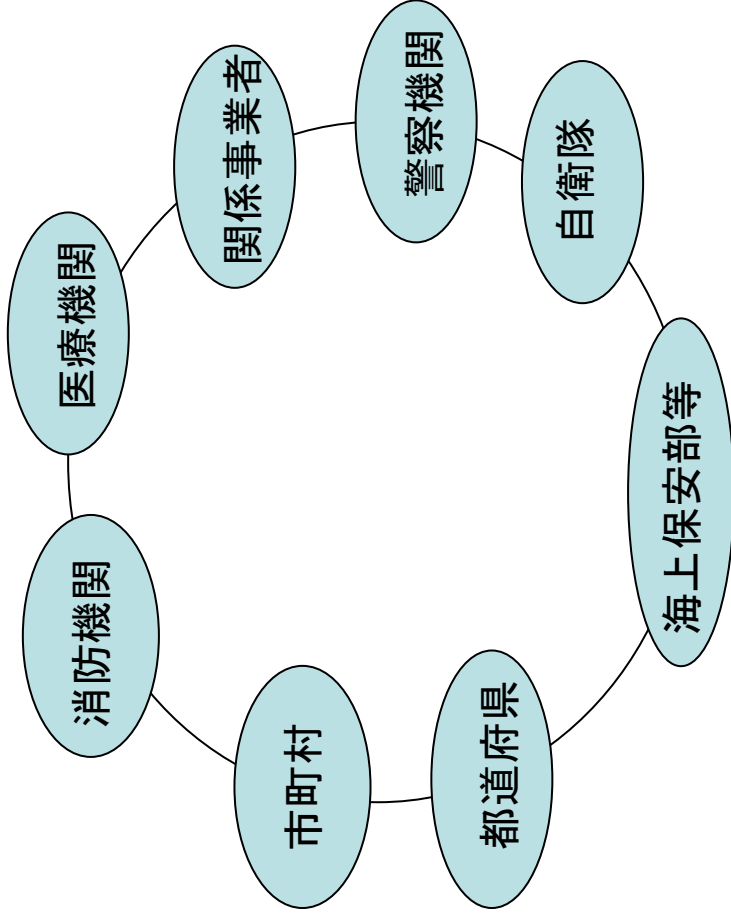 医療機関
関係事業者
警察機関
自衛隊
海上保安部等
都道府県
市町村
消防機関